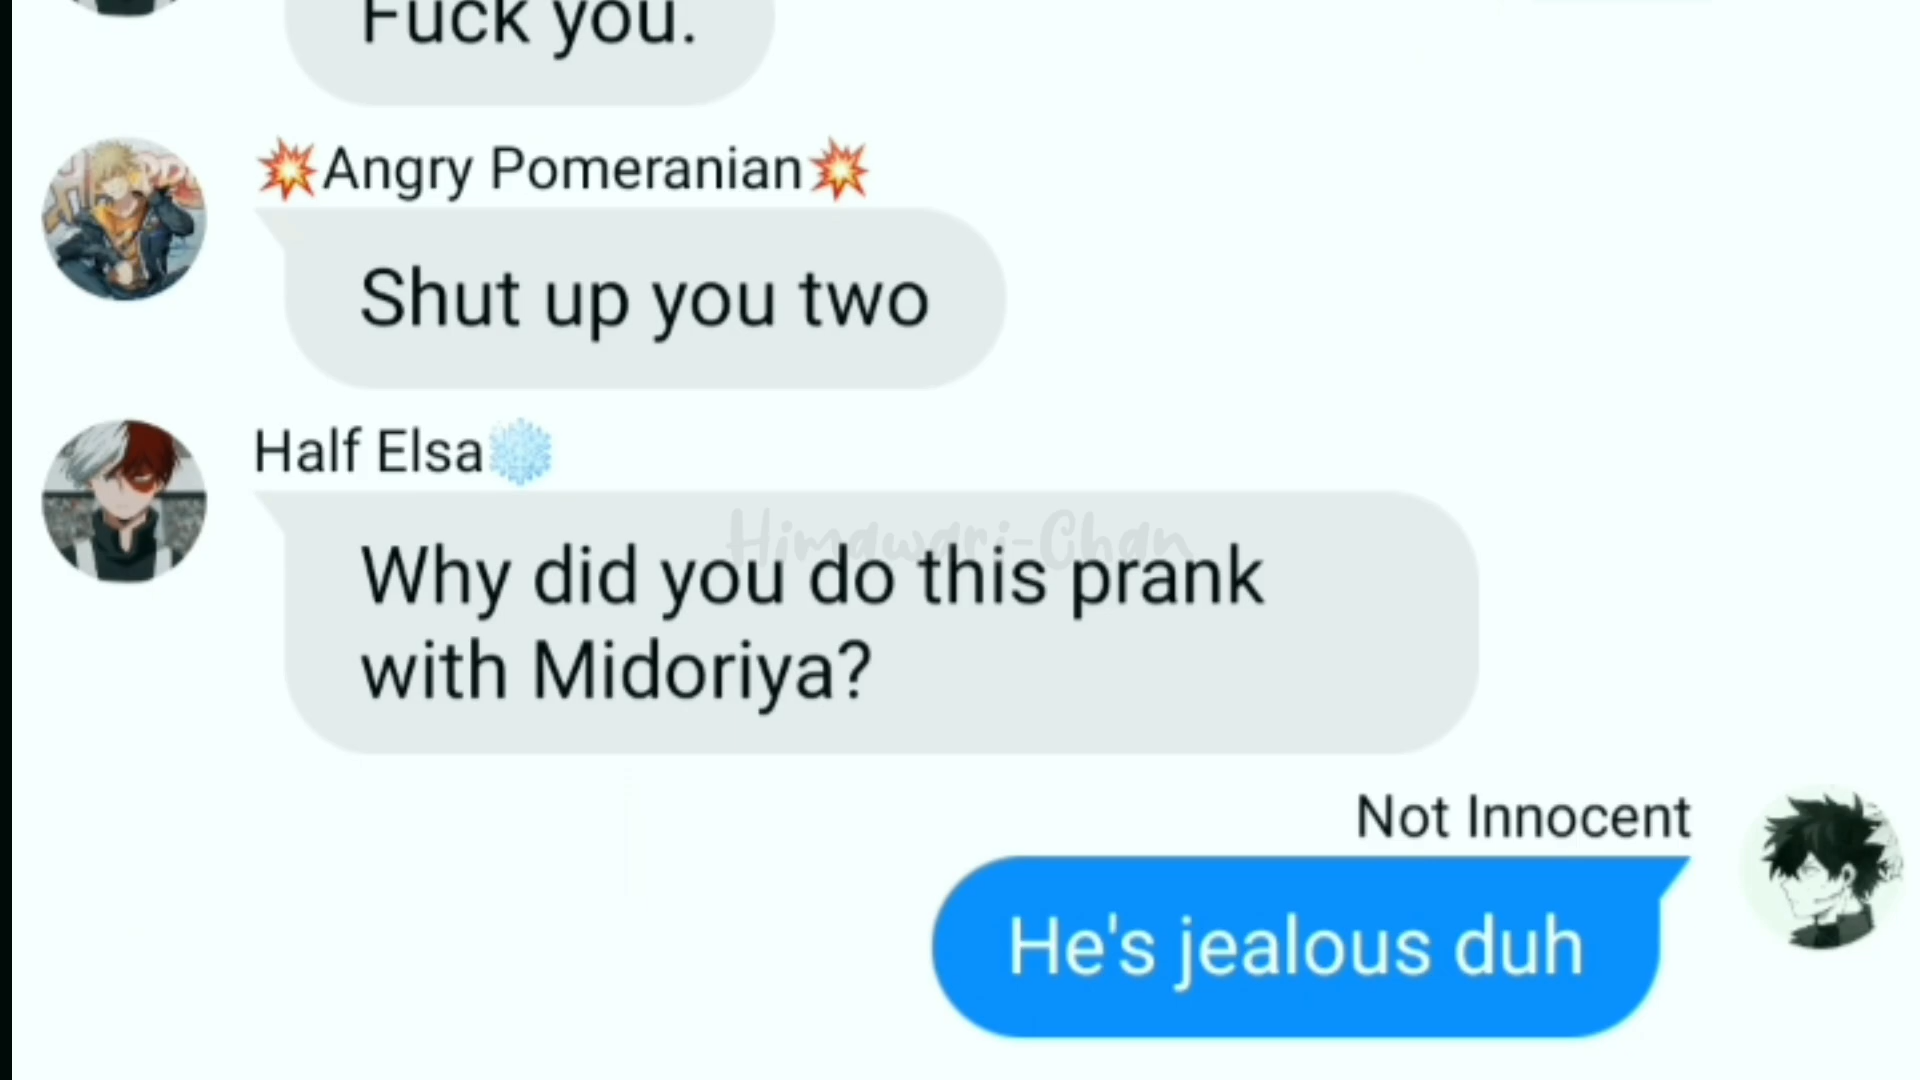 Fuck you.
💥Angry Pomeranian💥
Shut up you two
Half Elsa❄️
Himawari-Chan
Why did you do this prank
with Midoriya?
Not Innocent
He's jealous duh